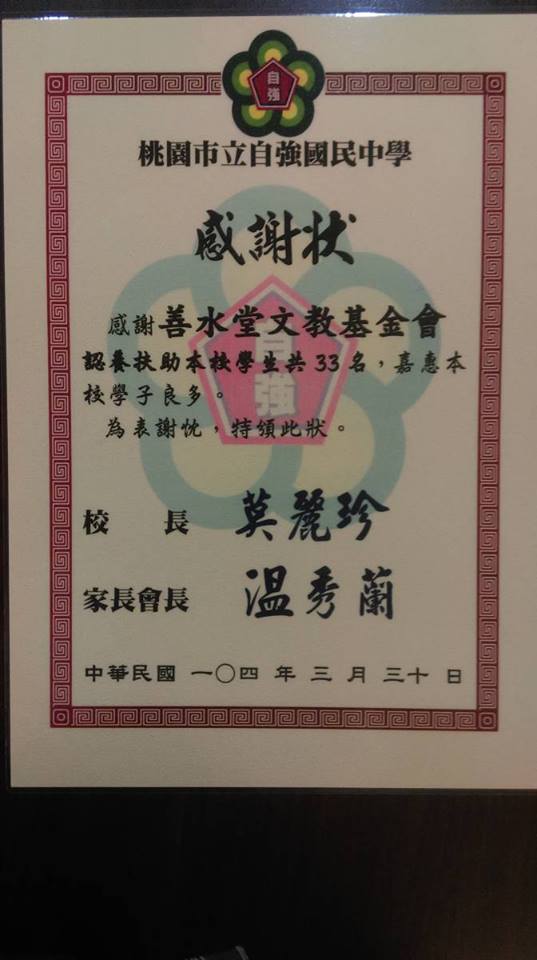 自強
桃園市立自強國民中學
感謝狀
感謝善水堂文教基金會
認養扶助本校學生共33名，嘉惠本
校學子良多。
為表謝忱，特頒此狀。
校長 莫麗珍
家長會長 温秀蘭
中華民國 一〇四 年 三 月 三十 日
自強